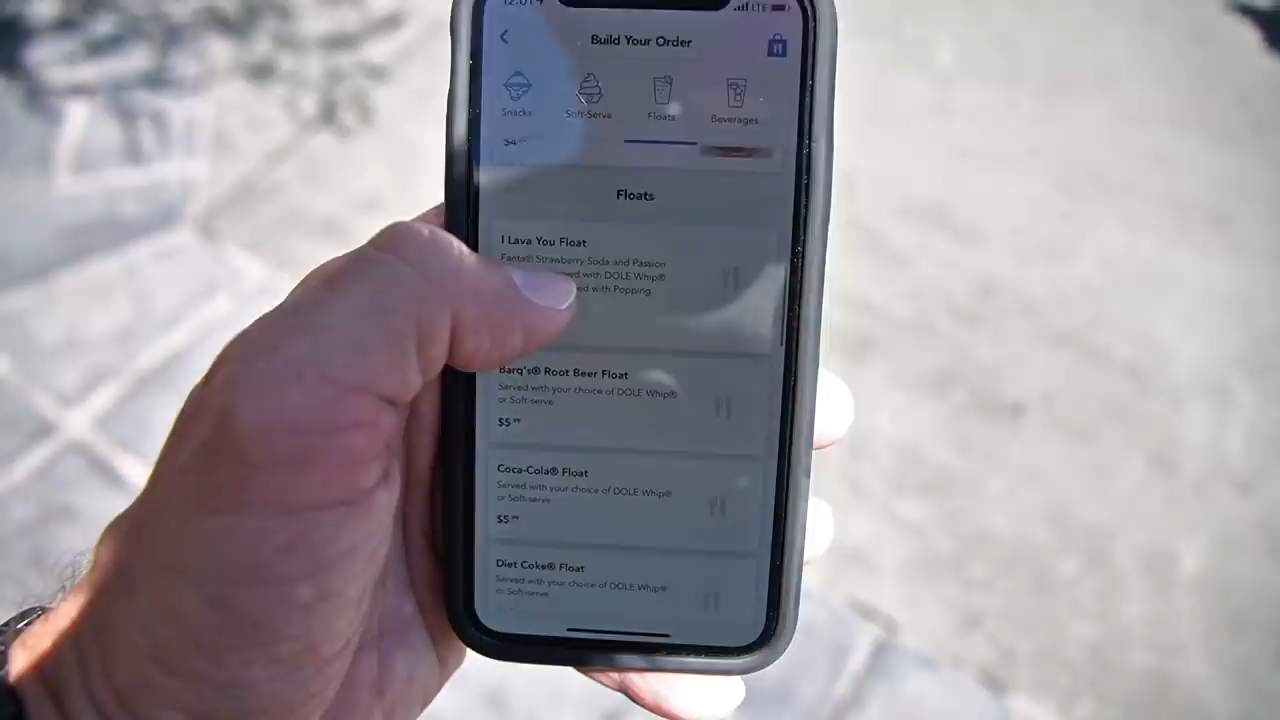 LTE
Build Your Order
Snacks
Soft-Serve
Floats
Beverages
Floats
I Lava You Float
Fanta® Strawberry Soda and Passion
with DOLE Whip®
with Popping
Barq's® Root Beer Float
Served with your choice of DOLE Whip®
or Soft-serve
$5
Coca-Cola® Float
Served with your choice of DOLE Whip®
or Soft-serve
$5
Diet Coke® Float
Served with your choice of DOLE Whip®
or Soft-serve